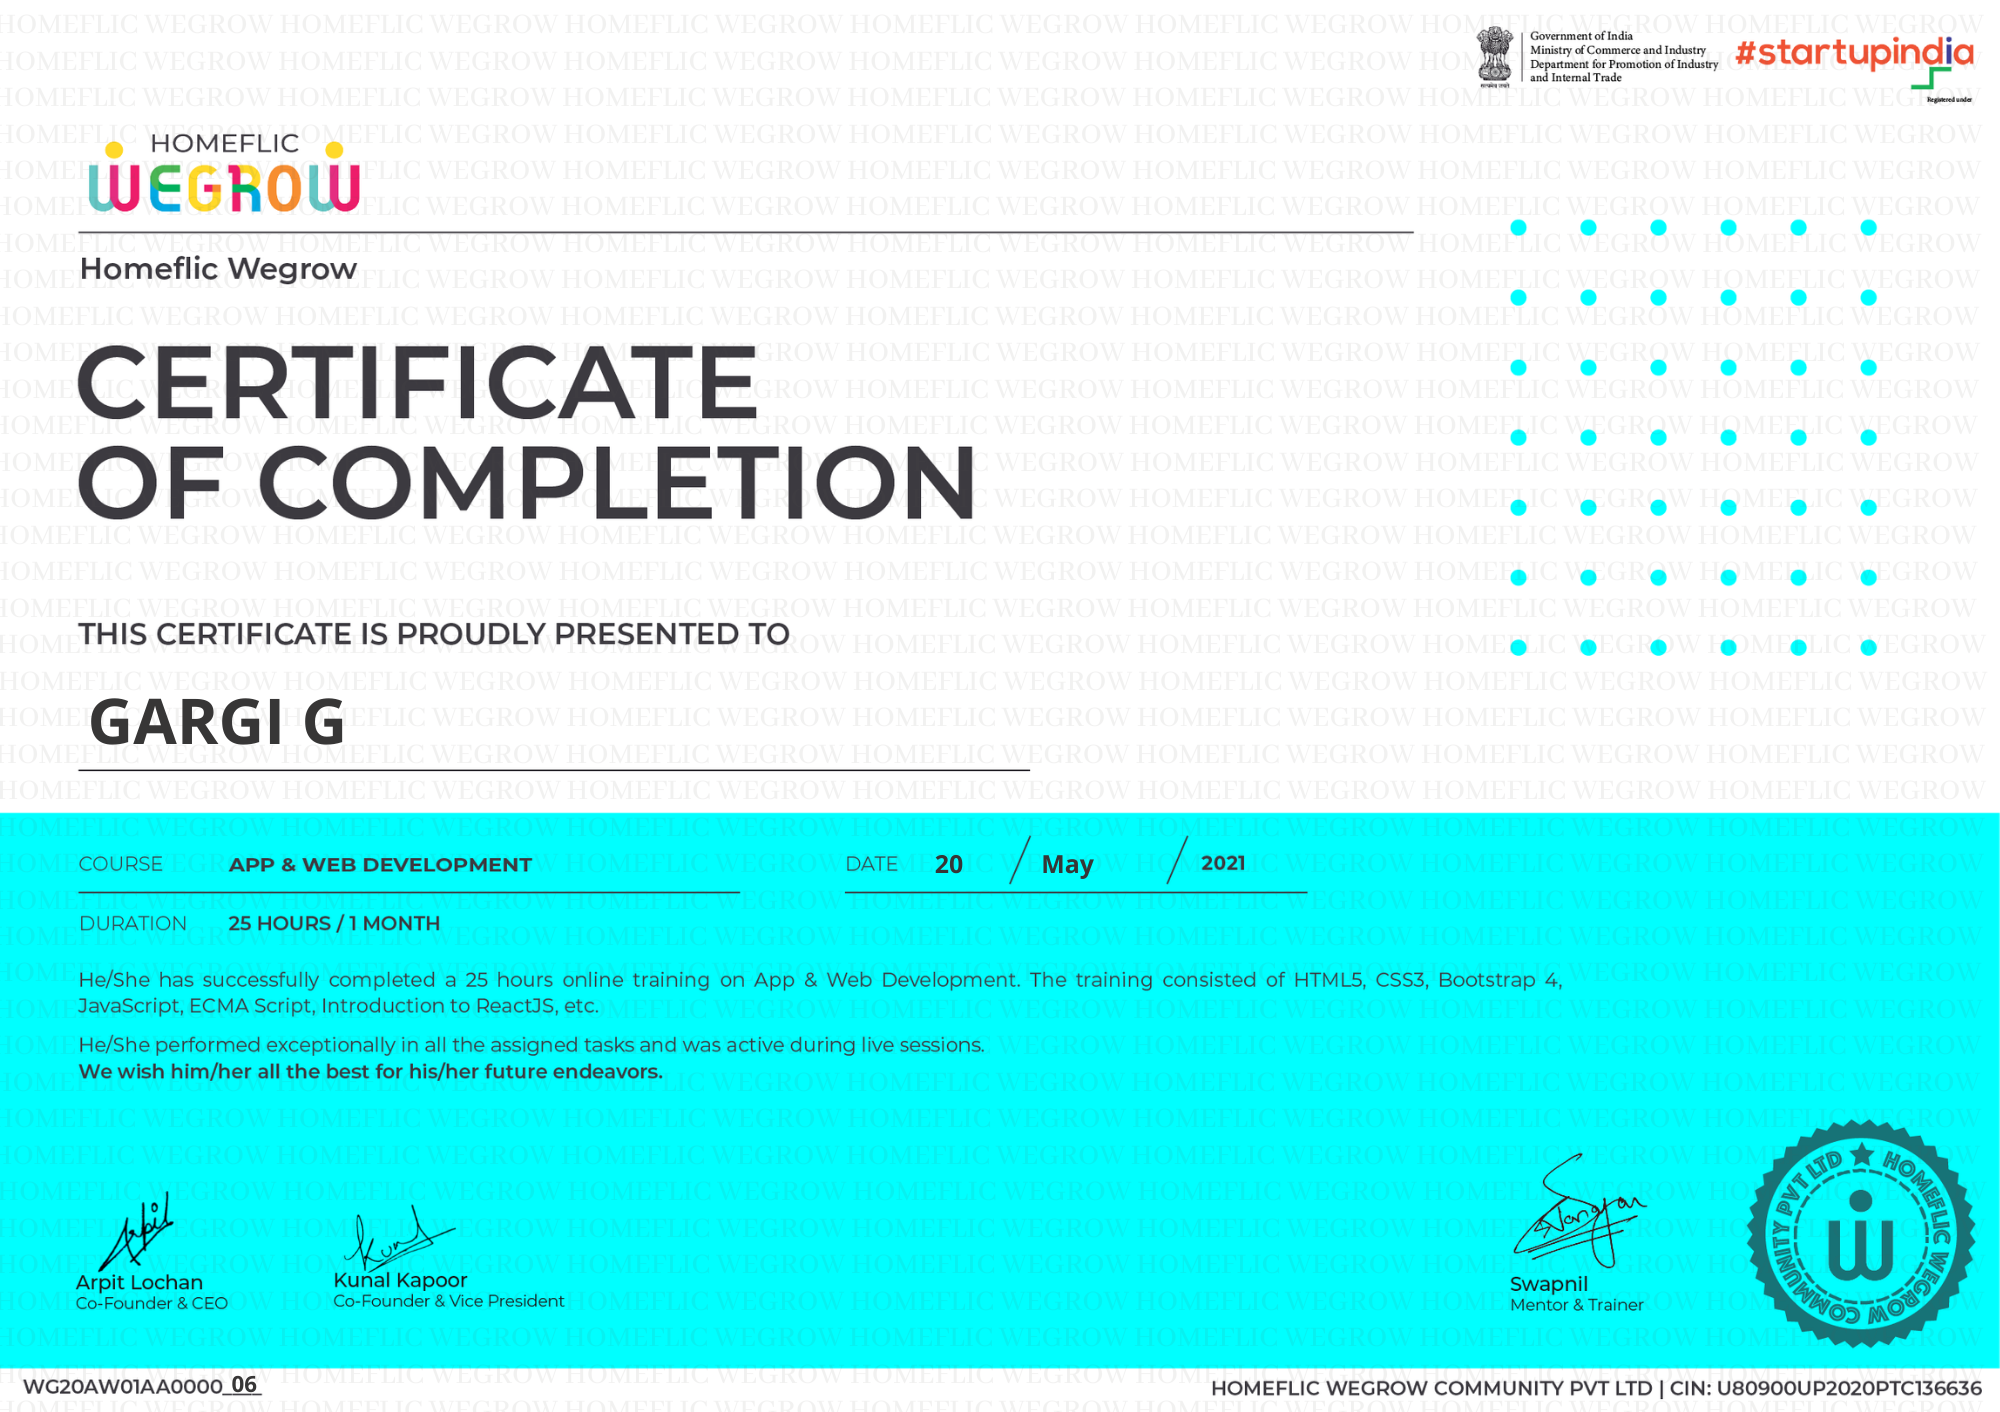 Government of India
Ministry of Commerce and Industry
Department for Promotion of Industry
and Internal Trade
सत्यमेव जयते
#startupindia
Registered under
HOMEFLIC
WEGROW
Homeflic Wegrow
CERTIFICATE
OF COMPLETION
THIS CERTIFICATE IS PROUDLY PRESENTED TO
GARGI G
COURSE APP & WEB DEVELOPMENT DATE 20 / May / 2021
DURATION 25 HOURS / 1 MONTH
He/She has successfully completed a 25 hours online training on App & Web Development. The training consisted of HTML5, CSS3, Bootstrap 4,
JavaScript, ECMA Script, Introduction to ReactJS, etc.
He/She performed exceptionally in all the assigned tasks and was active during live sessions.
We wish him/her all the best for his/her future endeavors.
Arpit
Arpit Lochan
Co-Founder & CEO
Kunal
Kunal Kapoor
Co-Founder & Vice President
Swapnil
Mentor & Trainer
HOMEFLIC WEGROW COMMUNITY PVT LTD
WG20AW01AA0000_06_
HOMEFLIC WEGROW COMMUNITY PVT LTD | CIN: U80900UP2020PTC136636